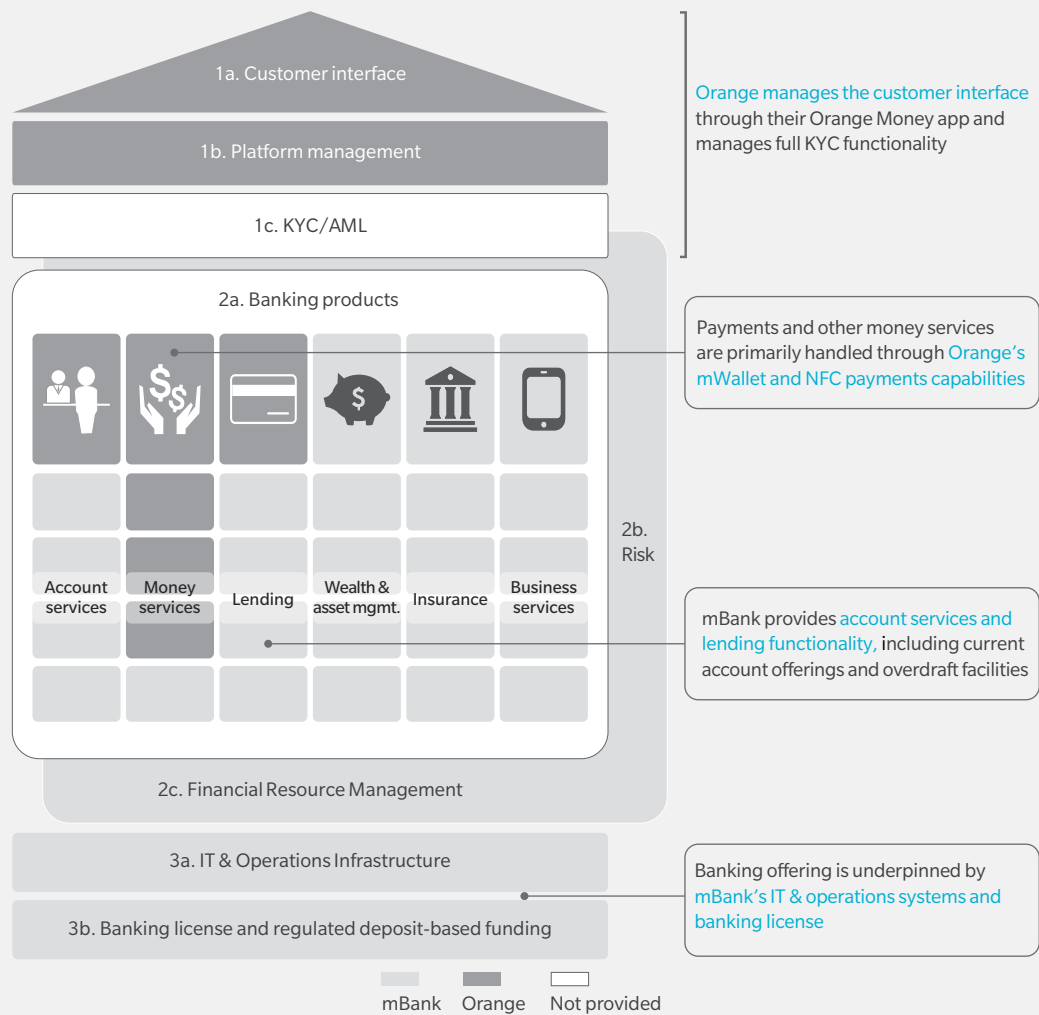 1a. Customer interface
1b. Platform management
1c. KYC/AML
Orange manages the customer interface
through their Orange Money app and
manages full KYC functionality
2a. Banking products
$
$
$
Payments and other money services
are primarily handled through Orange's
mWallet and NFC payments capabilities
2b.
Risk
Account
services
Money
services
Lending
Wealth &
asset mgmt.
Insurance
Business
services
mBank provides account services and
lending functionality, including current
account offerings and overdraft facilities
2c. Financial Resource Management
3a. IT & Operations Infrastructure
3b. Banking license and regulated deposit-based funding
Banking offering is underpinned by
mBank's IT & operations systems and
banking license
mBank
Orange
Not provided